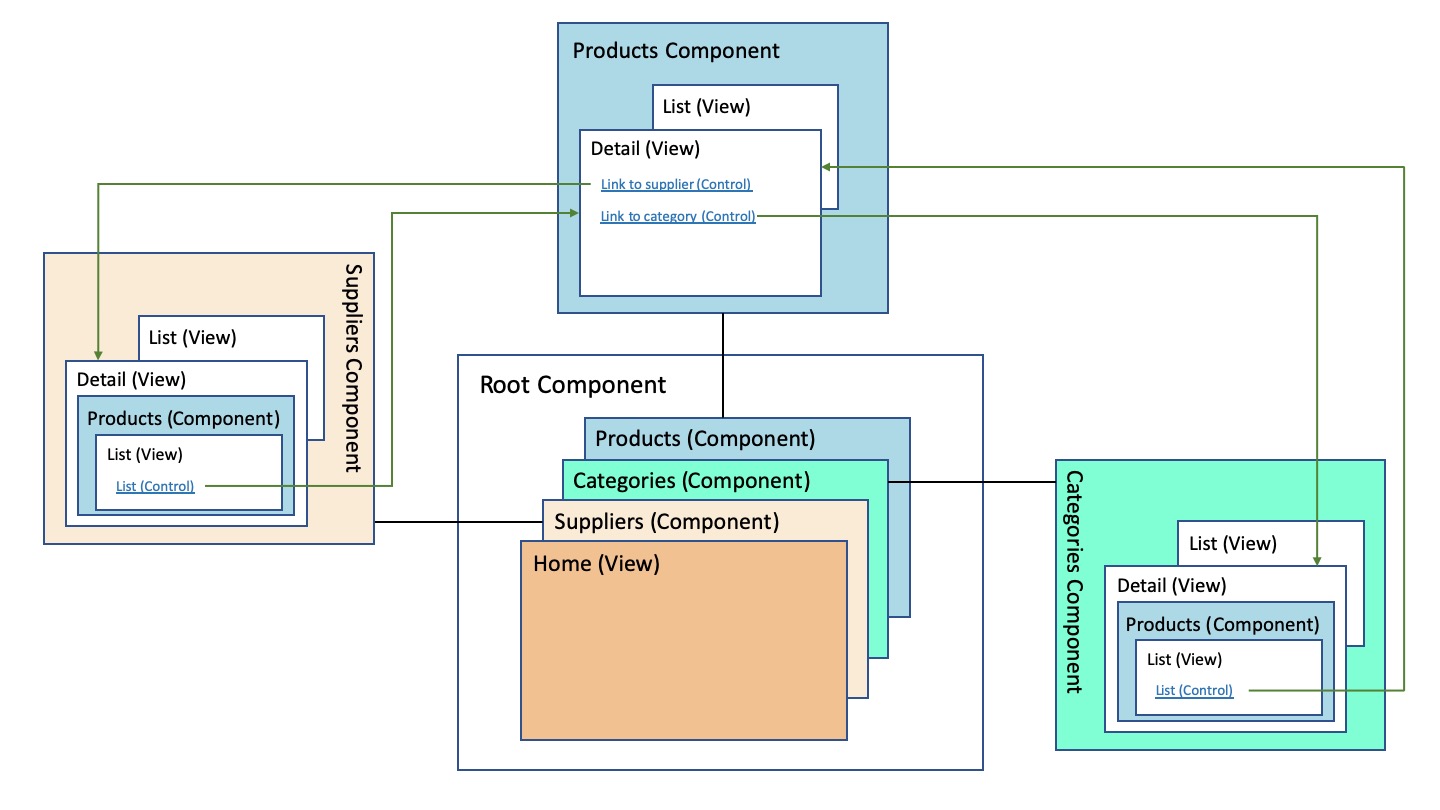 Products Component
List (View)
Detail (View)
Link to supplier (Control)
Link to category (Control)
Suppliers Component
List (View)
Detail (View)
Products (Component)
List (View)
List (Control)
Root Component
Products (Component)
Categories (Component)
Suppliers (Component)
Home (View)
Categories Component
List (View)
Detail (View)
Products (Component)
List (View)
List (Control)